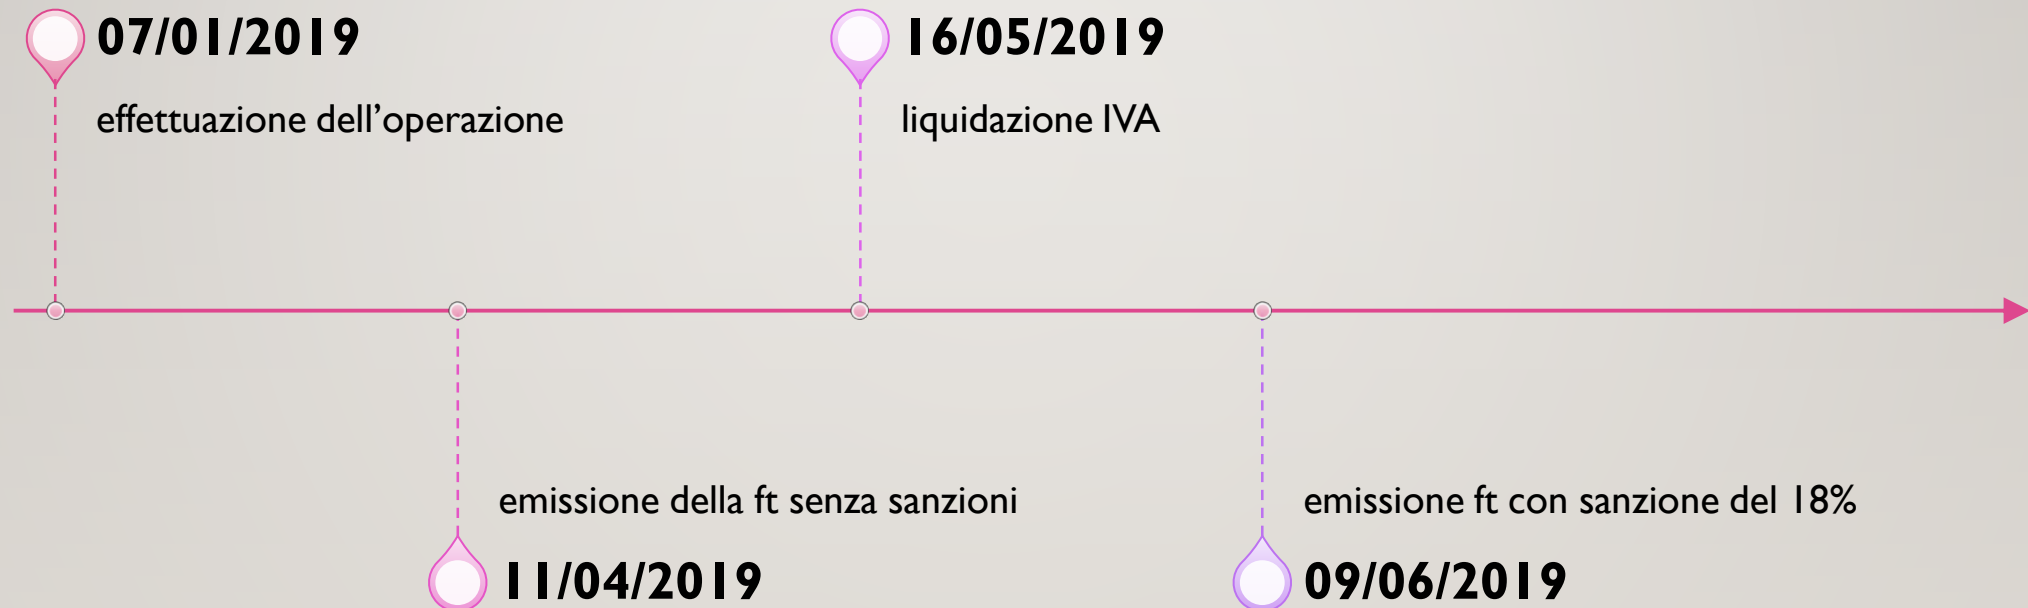 07/01/2019
effettuazione dell’operazione
16/05/2019
liquidazione IVA
emissione della ft senza sanzioni
11/04/2019
emissione ft con sanzione del 18%
09/06/2019